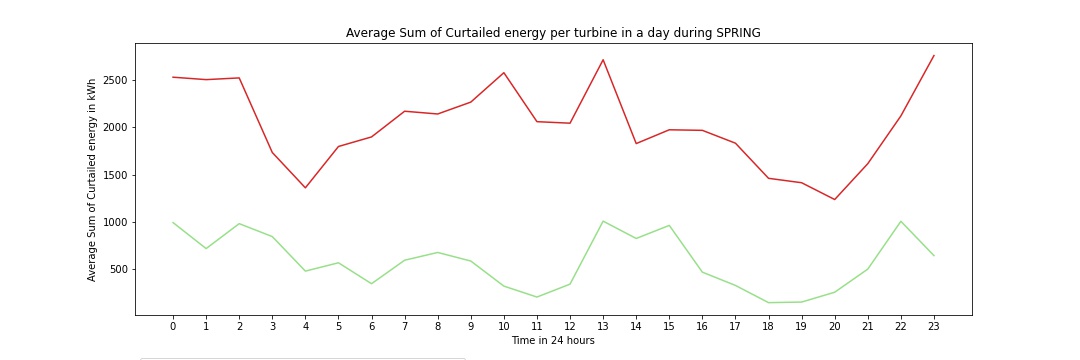 Average Sum of Curtailed energy per turbine in a day during SPRING
Average Sum of Curtailed energy in kWh
2500
2000
1500
1000
500
0 1 2 3 4 5 6 7 8 9 10 11 12 13 14 15 16 17 18 19 20 21 22 23
Time in 24 hours